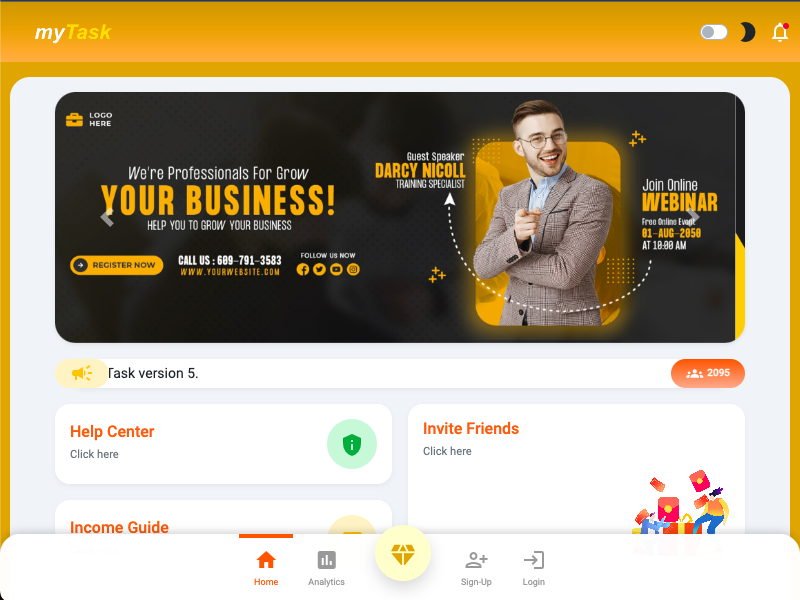 myTask
LOGO
HERE
We're Professionals For Grow
YOUR BUSINESS!
HELP YOU TO GROW YOUR BUSINESS
REGISTER NOW
CALL US : 609-791-3583
WWW.YOURWEBSITE.COM
FOLLOW US NOW
Guest Speaker
DARCY NICOLL
TRAINING SPECIALIST
Join Online
WEBINAR
Free Online Event
01-AUG-2050
AT 10:00 AM
Task version 5.
2095
Help Center
Click here
Invite Friends
Click here
Income Guide
Home
Analytics
Sign-Up
Login